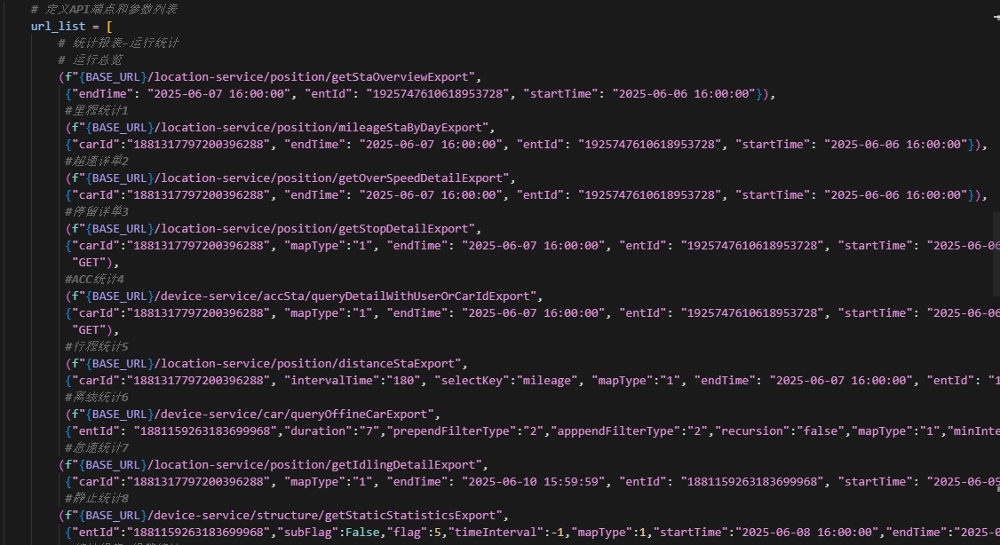 # 定义API端点和参数列表
url_list = [
# 统计报表-运行统计
# 运行总览
(f"{BASE_URL}/location-service/position/getStaOverviewExport",
{"endTime": "2025-06-07 16:00:00", "entId": "1925747610618953728", "startTime": "2025-06-06 16:00:00"}),
#里程统计1
(f"{BASE_URL}/location-service/position/mileageStaByDayExport",
{"carId":"1881317797200396288", "endTime": "2025-06-07 16:00:00", "entId": "1925747610618953728", "startTime": "2025-06-06 16:00:00"}),
#超速详单2
(f"{BASE_URL}/location-service/position/getOverSpeedDetailExport",
{"carId":"1881317797200396288", "endTime": "2025-06-07 16:00:00", "entId": "1925747610618953728", "startTime": "2025-06-06 16:00:00"}),
#停留详单3
(f"{BASE_URL}/location-service/position/getStopDetailExport",
{"carId":"1881317797200396288", "mapType":"1", "endTime": "2025-06-07 16:00:00", "entId": "1925747610618953728", "startTime": "2025-06-06
"GET"),
#ACC统计4
(f"{BASE_URL}/device-service/accSta/queryDetailWithUserOrCarIdExport",
{"carId":"1881317797200396288", "mapType":"1", "endTime": "2025-06-07 16:00:00", "entId": "1925747610618953728", "startTime": "2025-06-06
"GET"),
#行程统计5
(f"{BASE_URL}/location-service/position/distanceStaExport",
{"carId":"1881317797200396288", "intervalTime":"180", "selectKey":"mileage", "mapType":"1", "endTime": "2025-06-07 16:00:00", "entId": "1
#离线统计6
(f"{BASE_URL}/device-service/car/queryOffineCarExport",
{"entId": "1881159263183699968","duration":"7","prependFilterType":"2","apppendFilterType":"2","recursion":"false","mapType":"1","minInte
#怠速统计7
(f"{BASE_URL}/location-service/position/getIdlingDetailExport",
{"carId":"1881317797200396288", "mapType":"1", "endTime": "2025-06-10 15:59:59", "entId": "1881159263183699968", "startTime": "2025-06-05
#静止统计8
(f"{BASE_URL}/device-service/structure/getStaticStatisticsExport",
{"entId":"1881159263183699968","subFlag":False,"flag":5,"timeInterval":-1,"mapType":1,"startTime":"2025-06-08 16:00:00","endTime":"2025-0